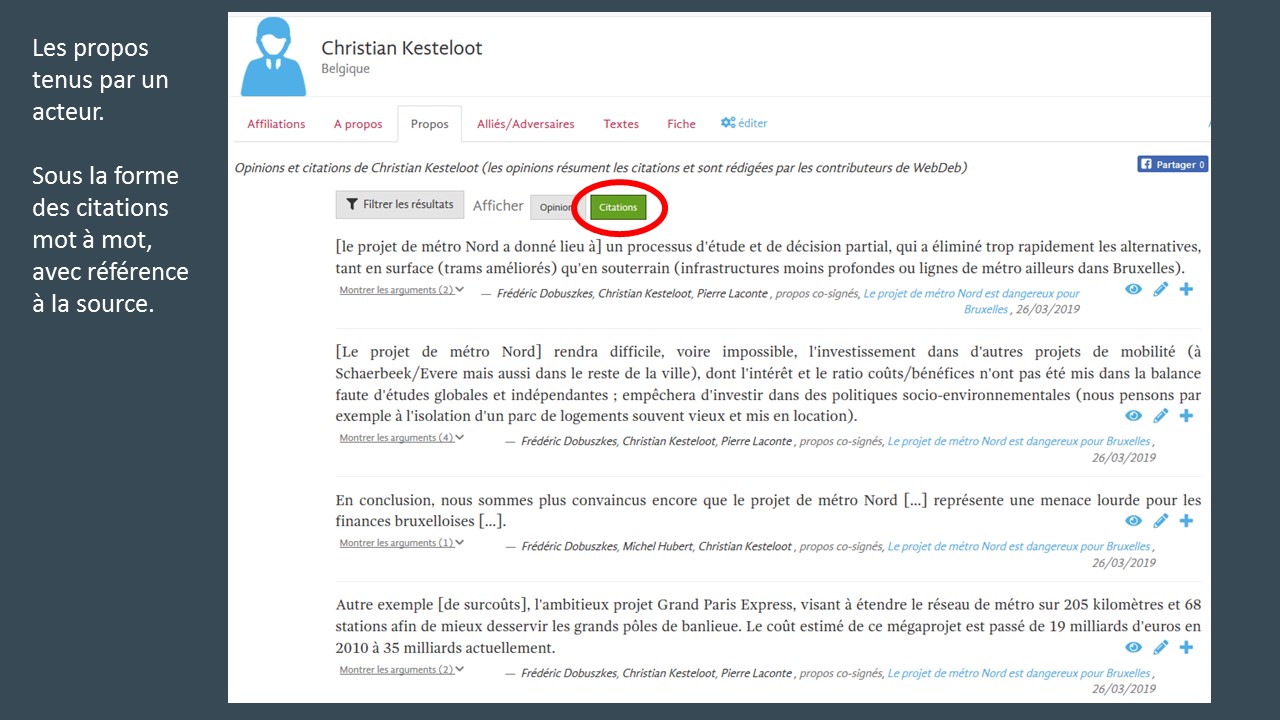 Les propos
tenus par un
acteur.
Sous la forme
des citations
mot à mot,
avec référence
à la source.
Christian Kesteloot
Belgique
Affiliations A propos Propos Alliés/Adversaires Textes Fiche éditer
Opinions et citations de Christian Kesteloot (les opinions résument les citations et sont rédigées par les contributeurs de WebDeb)
Partager 0
Filtrer les résultats Afficher Opinion Citations
[le projet de métro Nord a donné lieu à] un processus d'étude et de décision partial, qui a éliminé trop rapidement les alternatives,
tant en surface (trams améliorés) qu'en souterrain (infrastructures moins profondes ou lignes de métro ailleurs dans Bruxelles).
Montrer les arguments (2) — Frédéric Dobuszkes, Christian Kesteloot, Pierre Laconte , propos co-signés, Le projet de métro Nord est dangereux pour
Bruxelles , 26/03/2019
[Le projet de métro Nord] rendra difficile, voire impossible, l'investissement dans d'autres projets de mobilité (à
Schaerbeek/Evere mais aussi dans le reste de la ville), dont l'intérêt et le ratio coûts/bénéfices n'ont pas été mis dans la balance
faute d'études globales et indépendantes ; empêchera d'investir dans des politiques socio-environnementales (nous pensons par
exemple à l'isolation d'un parc de logements souvent vieux et mis en location).
Montrer les arguments (4) — Frédéric Dobuszkes, Christian Kesteloot, Pierre Laconte , propos co-signés, Le projet de métro Nord est dangereux pour Bruxelles ,
26/03/2019
En conclusion, nous sommes plus convaincus encore que le projet de métro Nord [...] représente une menace lourde pour les
finances bruxelloises [...].
Montrer les arguments (1) — Frédéric Dobuszkes, Michel Hubert, Christian Kesteloot , propos co-signés, Le projet de métro Nord est dangereux pour Bruxelles ,
26/03/2019
Autre exemple [de surcoûts], l'ambitieux projet Grand Paris Express, visant à étendre le réseau de métro sur 205 kilomètres et 68
stations afin de mieux desservir les grands pôles de banlieue. Le coût estimé de ce mégaprojet est passé de 19 milliards d'euros en
2010 à 35 milliards actuellement.
Montrer les arguments (2) — Frédéric Dobuszkes, Christian Kesteloot, Pierre Laconte , propos co-signés, Le projet de métro Nord est dangereux pour Bruxelles ,
26/03/2019